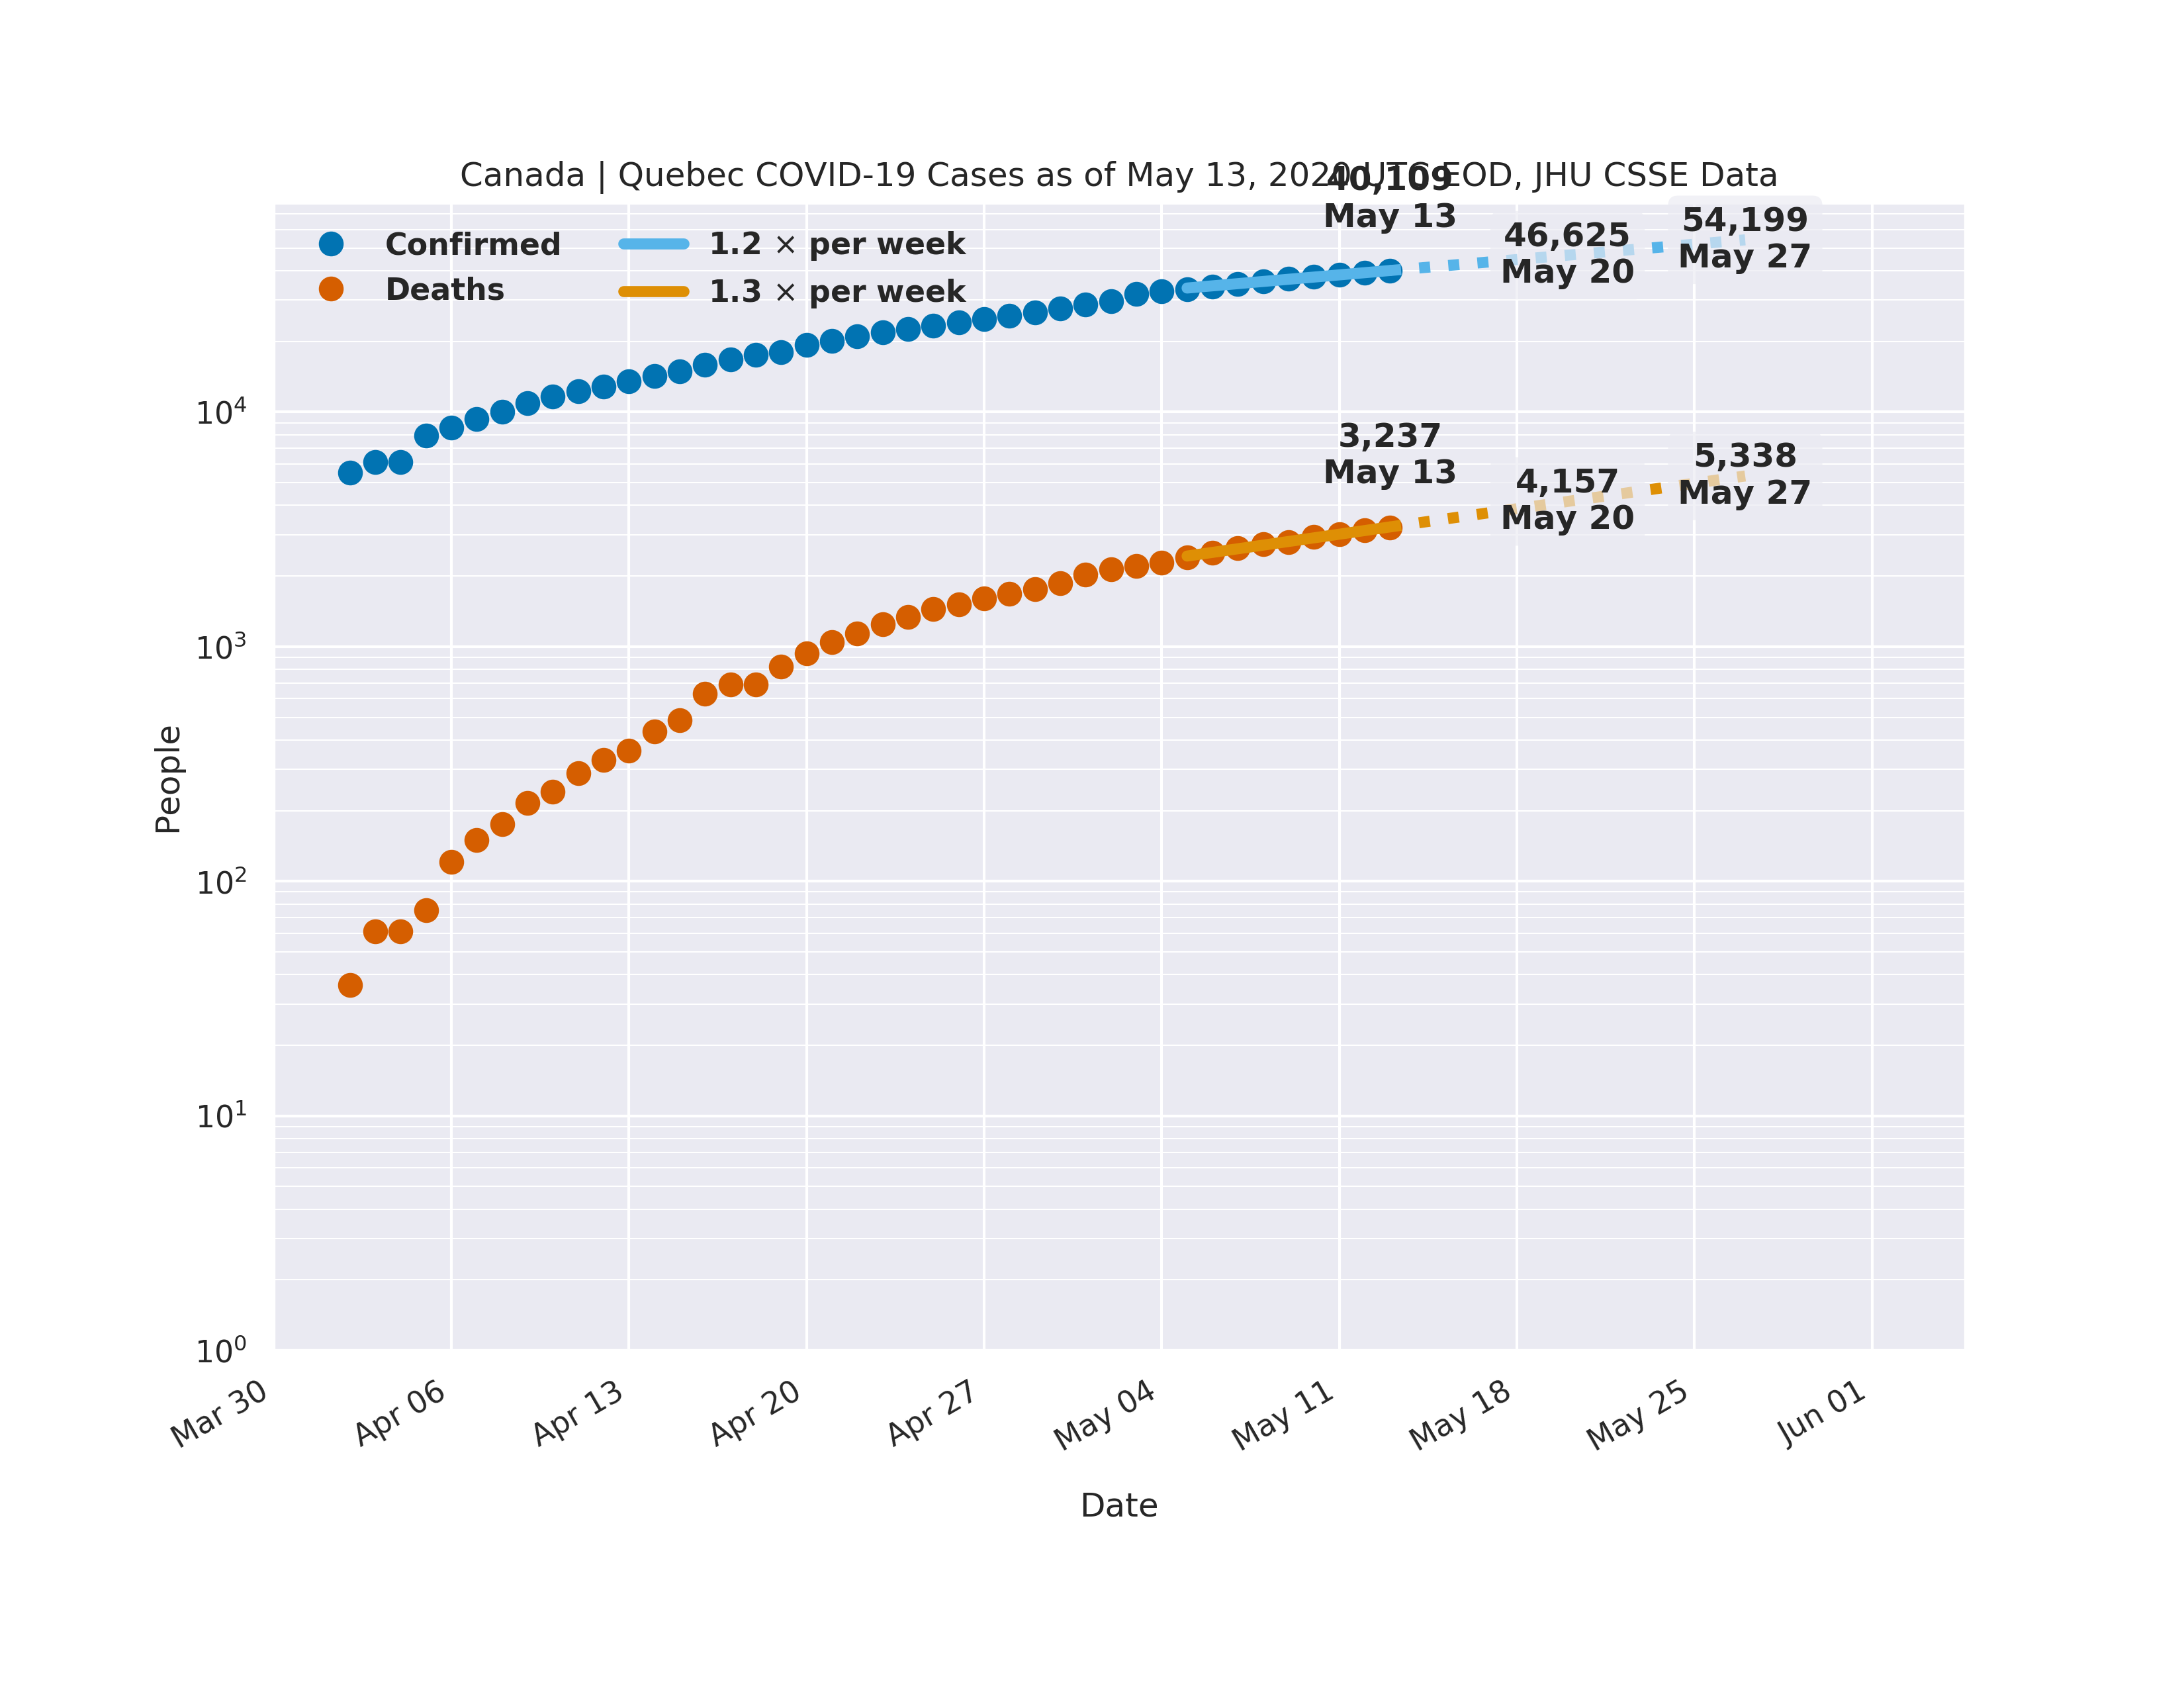 Canada | Quebec COVID-19 Cases as of May 13, 2020 UTC EOD, JHU CSSE Data
40,109
May 13
46,625
May 20
54,199
May 27
Confirmed
Deaths
1.2 × per week
1.3 × per week
3,237
May 13
4,157
May 20
5,338
May 27
People
10⁴
10³
10²
10¹
10⁰
Mar 30
Apr 06
Apr 13
Apr 20
Apr 27
May 04
May 11
May 18
May 25
Jun 01
Date